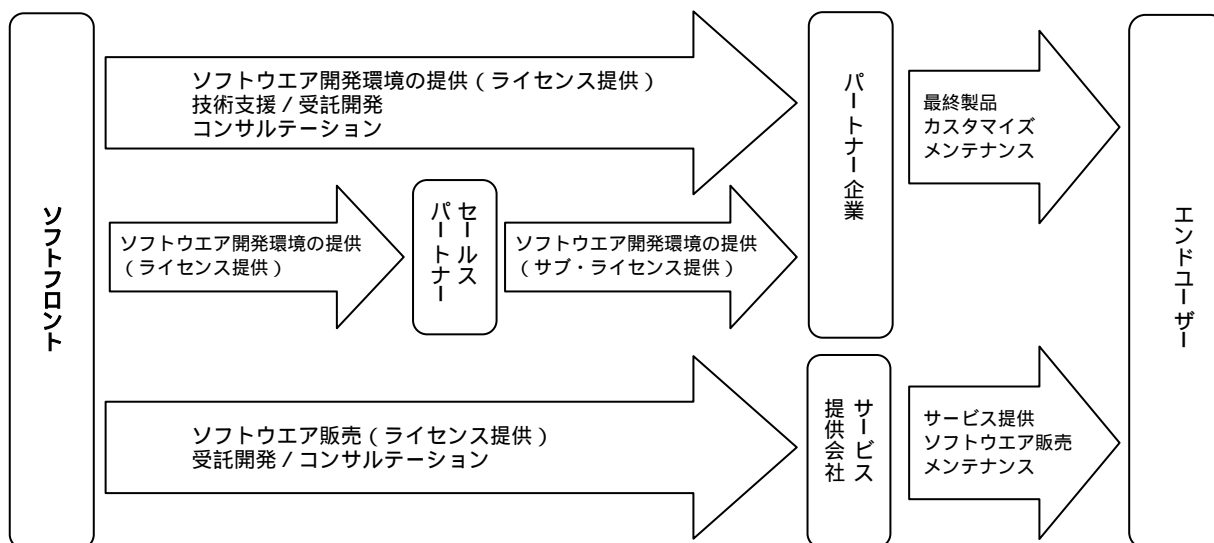 ソフトフロント
ソフトウエア開発環境の提供（ライセンス提供）
技術支援／受託開発
コンサルテーション
ソフトウエア開発環境の提供
（ライセンス提供）
セールス
パートナー
ソフトウエア開発環境の提供
（サブ・ライセンス提供）
パートナー企業
最終製品
カスタマイズ
メンテナンス
ソフトウエア販売（ライセンス提供）
受託開発／コンサルテーション
サービス
提供会社
サービス提供
ソフトウエア販売
メンテナンス
エンドユーザー